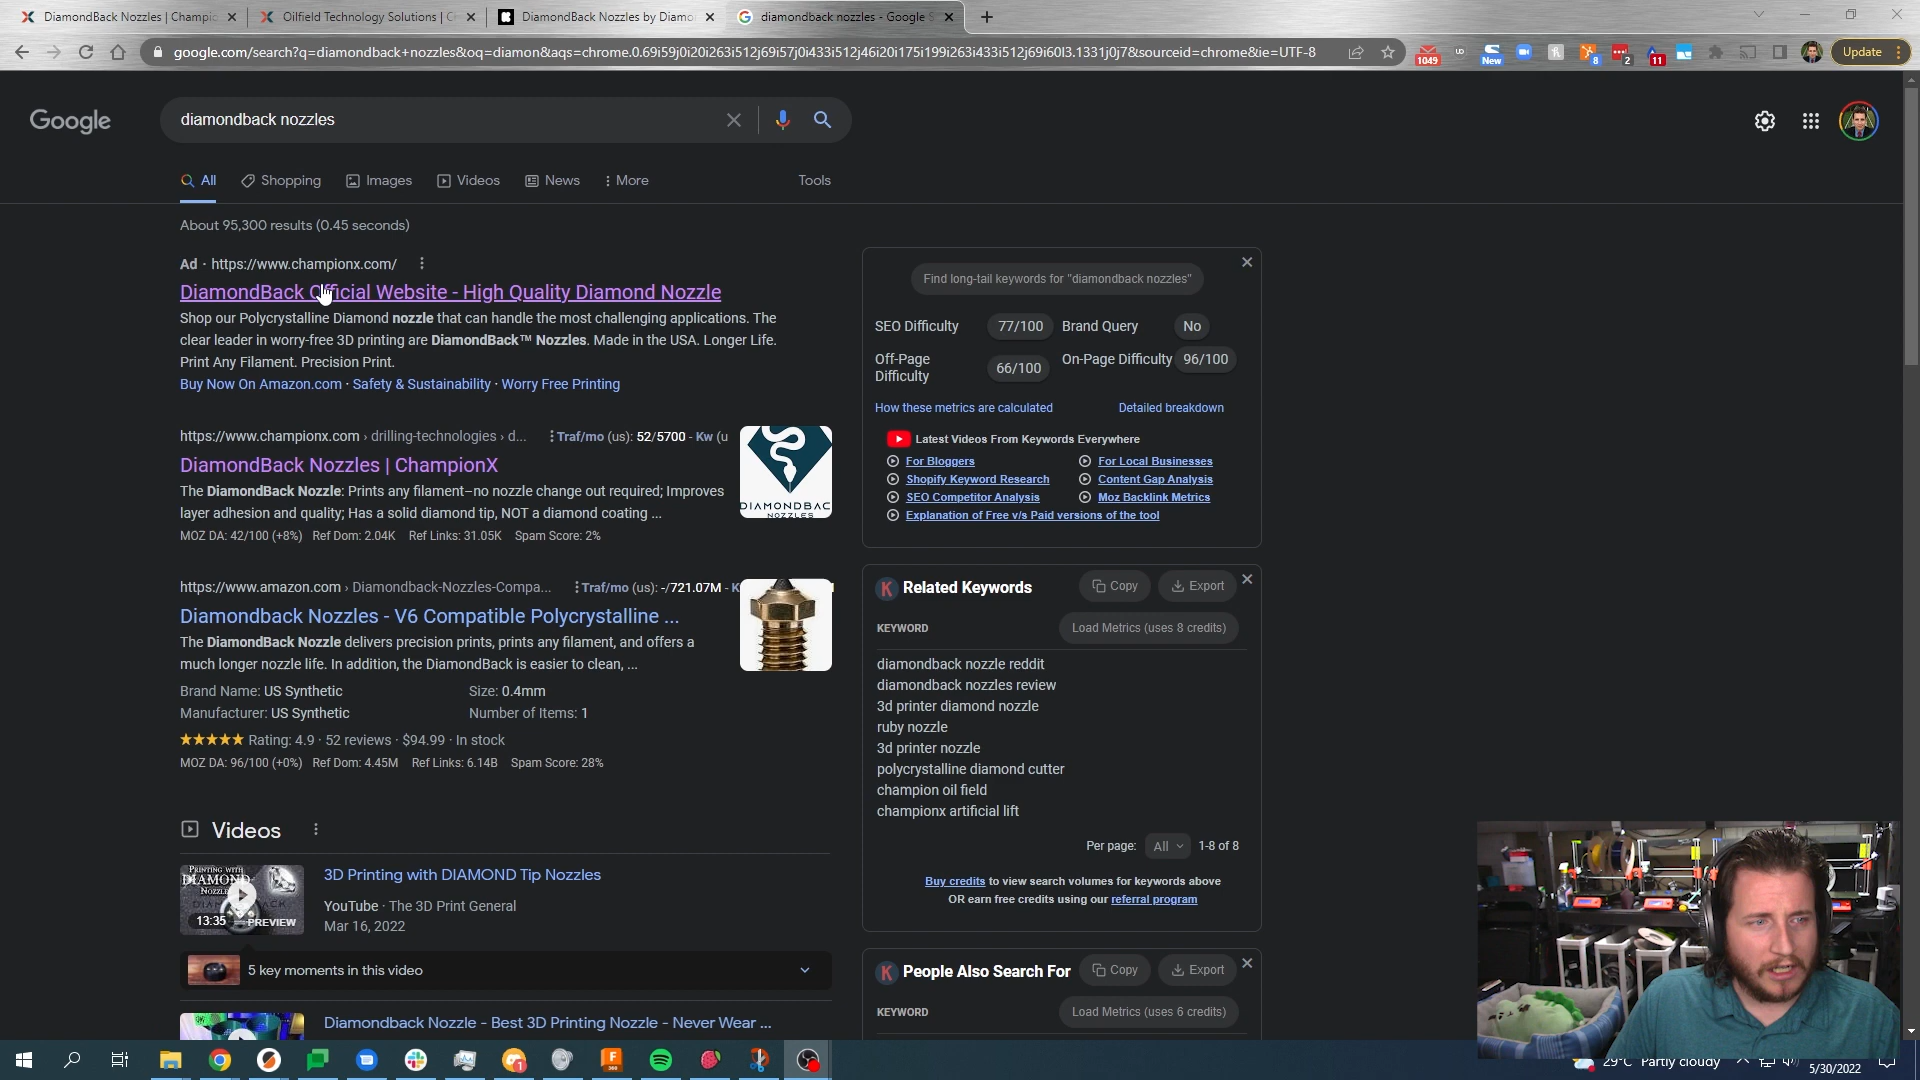 DiamondBack Nozzles | Champio
Oilfield Technology Solutions | C
DiamondBack Nozzles by Diamo
diamondback nozzles - Google S
google.com/search?q=diamondback+nozzles&oq=diamon&aqs=chrome.0.69i59j0i20i263i512j69i57j0i433i512j46i20i175i199i263i433i512j69i60l3.1331j0j7&sourceid=chrome&ie=UTF-8
1049
New
8
2
11
Update
Google
diamondback nozzles
All
Shopping
Images
Videos
News
More
Tools
About 95,300 results (0.45 seconds)
Ad · https://www.championx.com/
DiamondBack Official Website - High Quality Diamond Nozzle
Shop our Polycrystalline Diamond nozzle that can handle the most challenging applications. The
clear leader in worry-free 3D printing are DiamondBack™ Nozzles. Made in the USA. Longer Life.
Print Any Filament. Precision Print.
Buy Now On Amazon.com · Safety & Sustainability · Worry Free Printing
https://www.championx.com › drilling-technologies › d...
Traf/mo (us): 52/5700 - Kw (u
DiamondBack Nozzles | ChampionX
The DiamondBack Nozzle: Prints any filament–no nozzle change out required; Improves
layer adhesion and quality; Has a solid diamond tip, NOT a diamond coating ...
MOZ DA: 42/100 (+8%) Ref Dom: 2.04K Ref Links: 31.05K Spam Score: 2%
DIAMONDBAC
NOZZLES
https://www.amazon.com › Diamondback-Nozzles-Compa...
Traf/mo (us): -/721.07M - K
Diamondback Nozzles - V6 Compatible Polycrystalline ...
The DiamondBack Nozzle delivers precision prints, prints any filament, and offers a
much longer nozzle life. In addition, the DiamondBack is easier to clean, ...
Brand Name: US Synthetic
Size: 0.4mm
Manufacturer: US Synthetic
Number of Items: 1
Rating: 4.9 · 52 reviews · $94.99 · In stock
MOZ DA: 96/100 (+0%) Ref Dom: 4.45M Ref Links: 6.14B Spam Score: 28%
Videos
PRINTING WITH
DIAMOND
NOZZLE
13:35
PREVIEW
3D Printing with DIAMOND Tip Nozzles
YouTube · The 3D Print General
Mar 16, 2022
5 key moments in this video
Diamondback Nozzle - Best 3D Printing Nozzle - Never Wear ...
Find long-tail keywords for "diamondback nozzles"
SEO Difficulty
77/100
Brand Query
No
Off-Page
Difficulty
66/100
On-Page Difficulty
96/100
How these metrics are calculated
Detailed breakdown
Latest Videos From Keywords Everywhere
For Bloggers
For Local Businesses
Shopify Keyword Research
Content Gap Analysis
SEO Competitor Analysis
Moz Backlink Metrics
Explanation of Free v/s Paid versions of the tool
Related Keywords
Copy
Export
KEYWORD
Load Metrics (uses 8 credits)
diamondback nozzle reddit
diamondback nozzles review
3d printer diamond nozzle
ruby nozzle
3d printer nozzle
polycrystalline diamond cutter
champion oil field
championx artificial lift
Per page:
All
1-8 of 8
Buy credits to view search volumes for keywords above
OR earn free credits using our referral program
People Also Search For
Copy
Export
KEYWORD
Load Metrics (uses 6 credits)
29°C Partly cloudy
5/30/2022